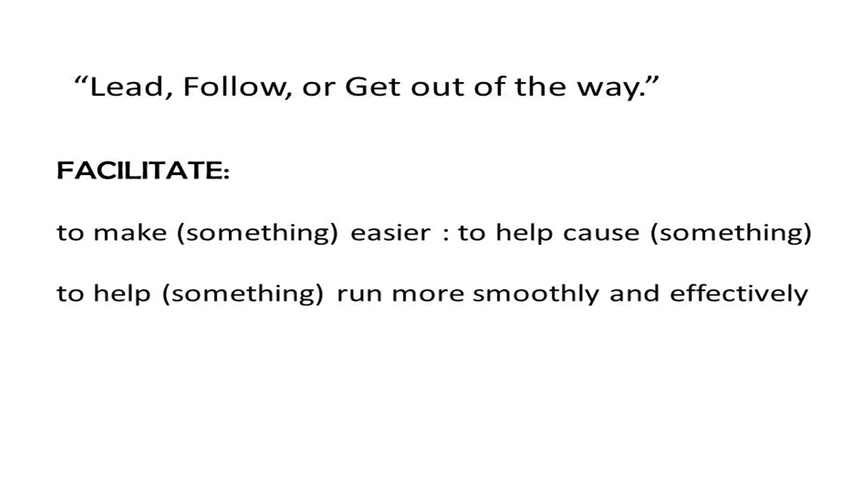 “Lead, Follow, or Get out of the way.”
FACILITATE:
to make (something) easier : to help cause (something)
to help (something) run more smoothly and effectively